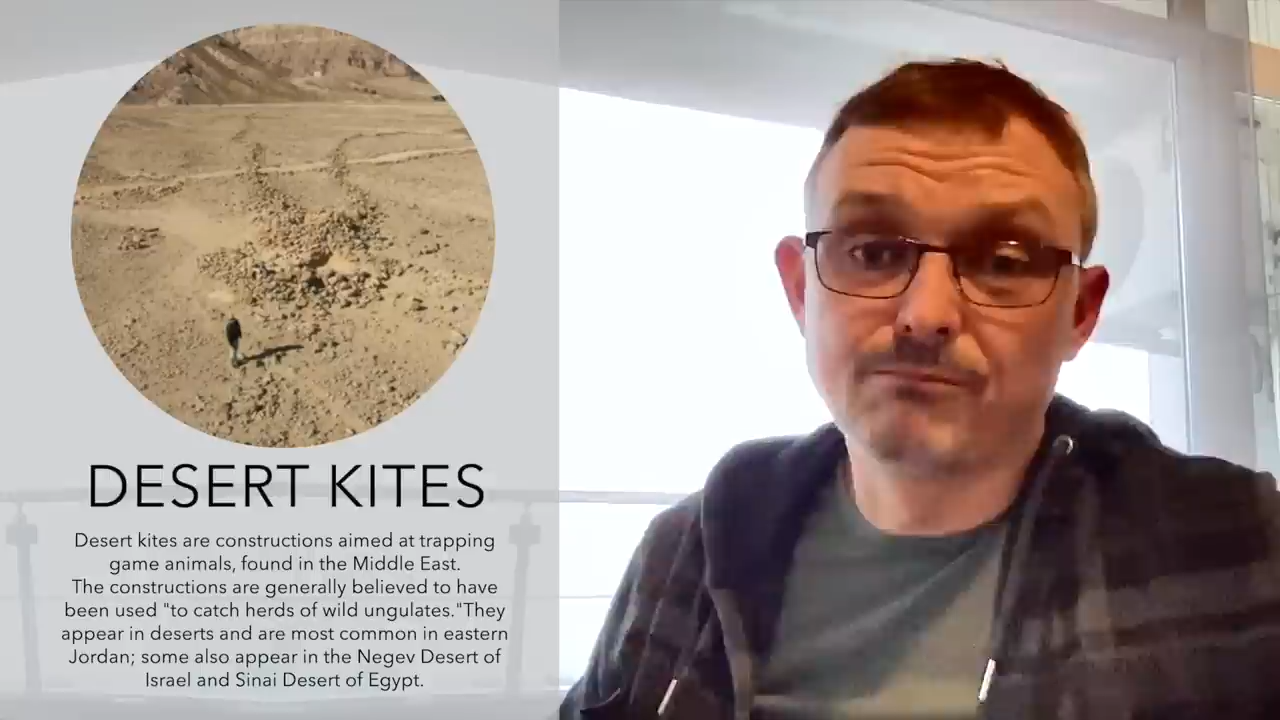 DESERT KITES
Desert kites are constructions aimed at trapping
game animals, found in the Middle East.
The constructions are generally believed to have
been used "to catch herds of wild ungulates."They
appear in deserts and are most common in eastern
Jordan; some also appear in the Negev Desert of
Israel and Sinai Desert of Egypt.